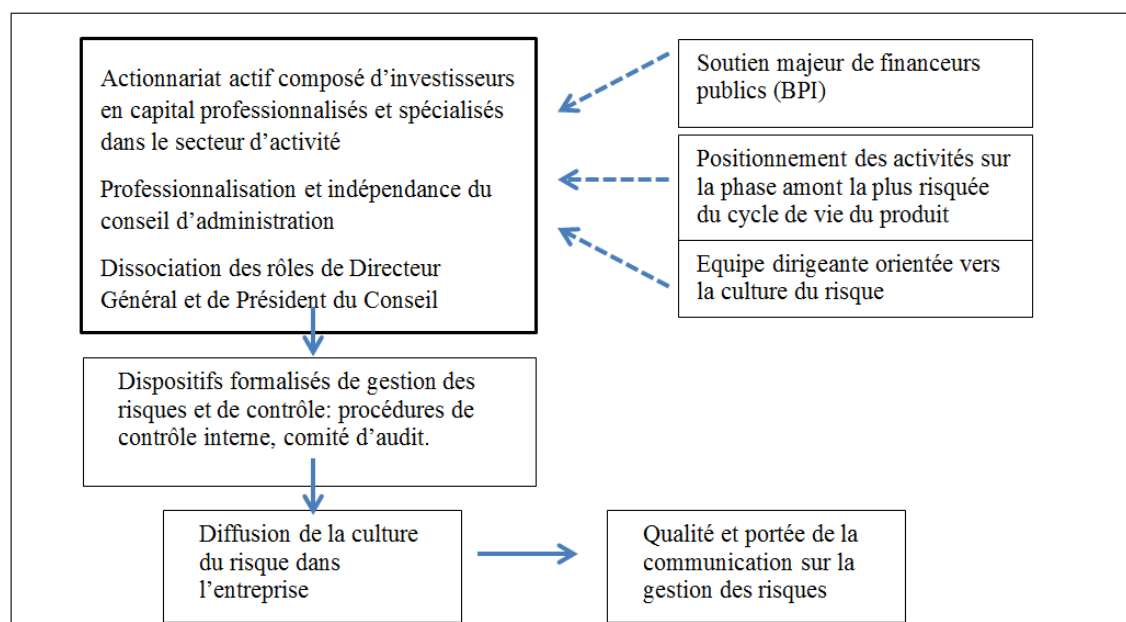 Actionnariat actif composé d’investisseurs
en capital professionnalisés et spécialisés
dans le secteur d’activité
Professionnalisation et indépendance du
conseil d’administration
Dissociation des rôles de Directeur
Général et de Président du Conseil
Soutien majeur de financeurs
publics (BPI)
Positionnement des activités sur
la phase amont la plus risquée
du cycle de vie du produit
Equipe dirigeante orientée vers
la culture du risque
Dispositifs formalisés de gestion des
risques et de contrôle: procédures de
contrôle interne, comité d’audit.
Diffusion de la culture
du risque dans
l’entreprise
Qualité et portée de la
communication sur la
gestion des risques